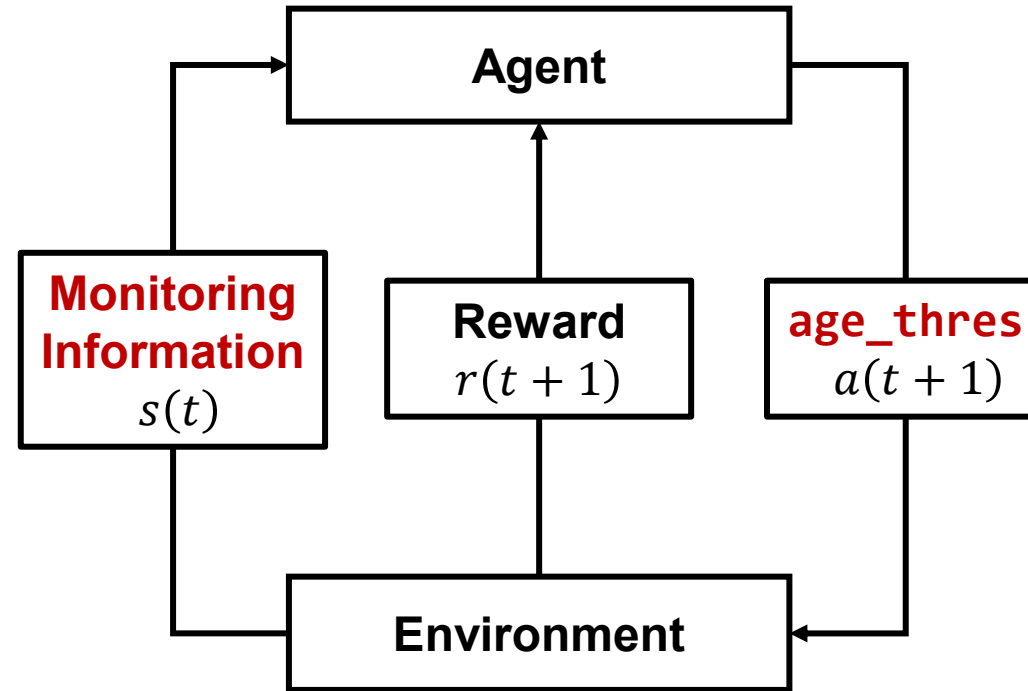 Agent
Monitoring
Information
s(t)
Reward
r(t + 1)
age_thres
a(t + 1)
Environment